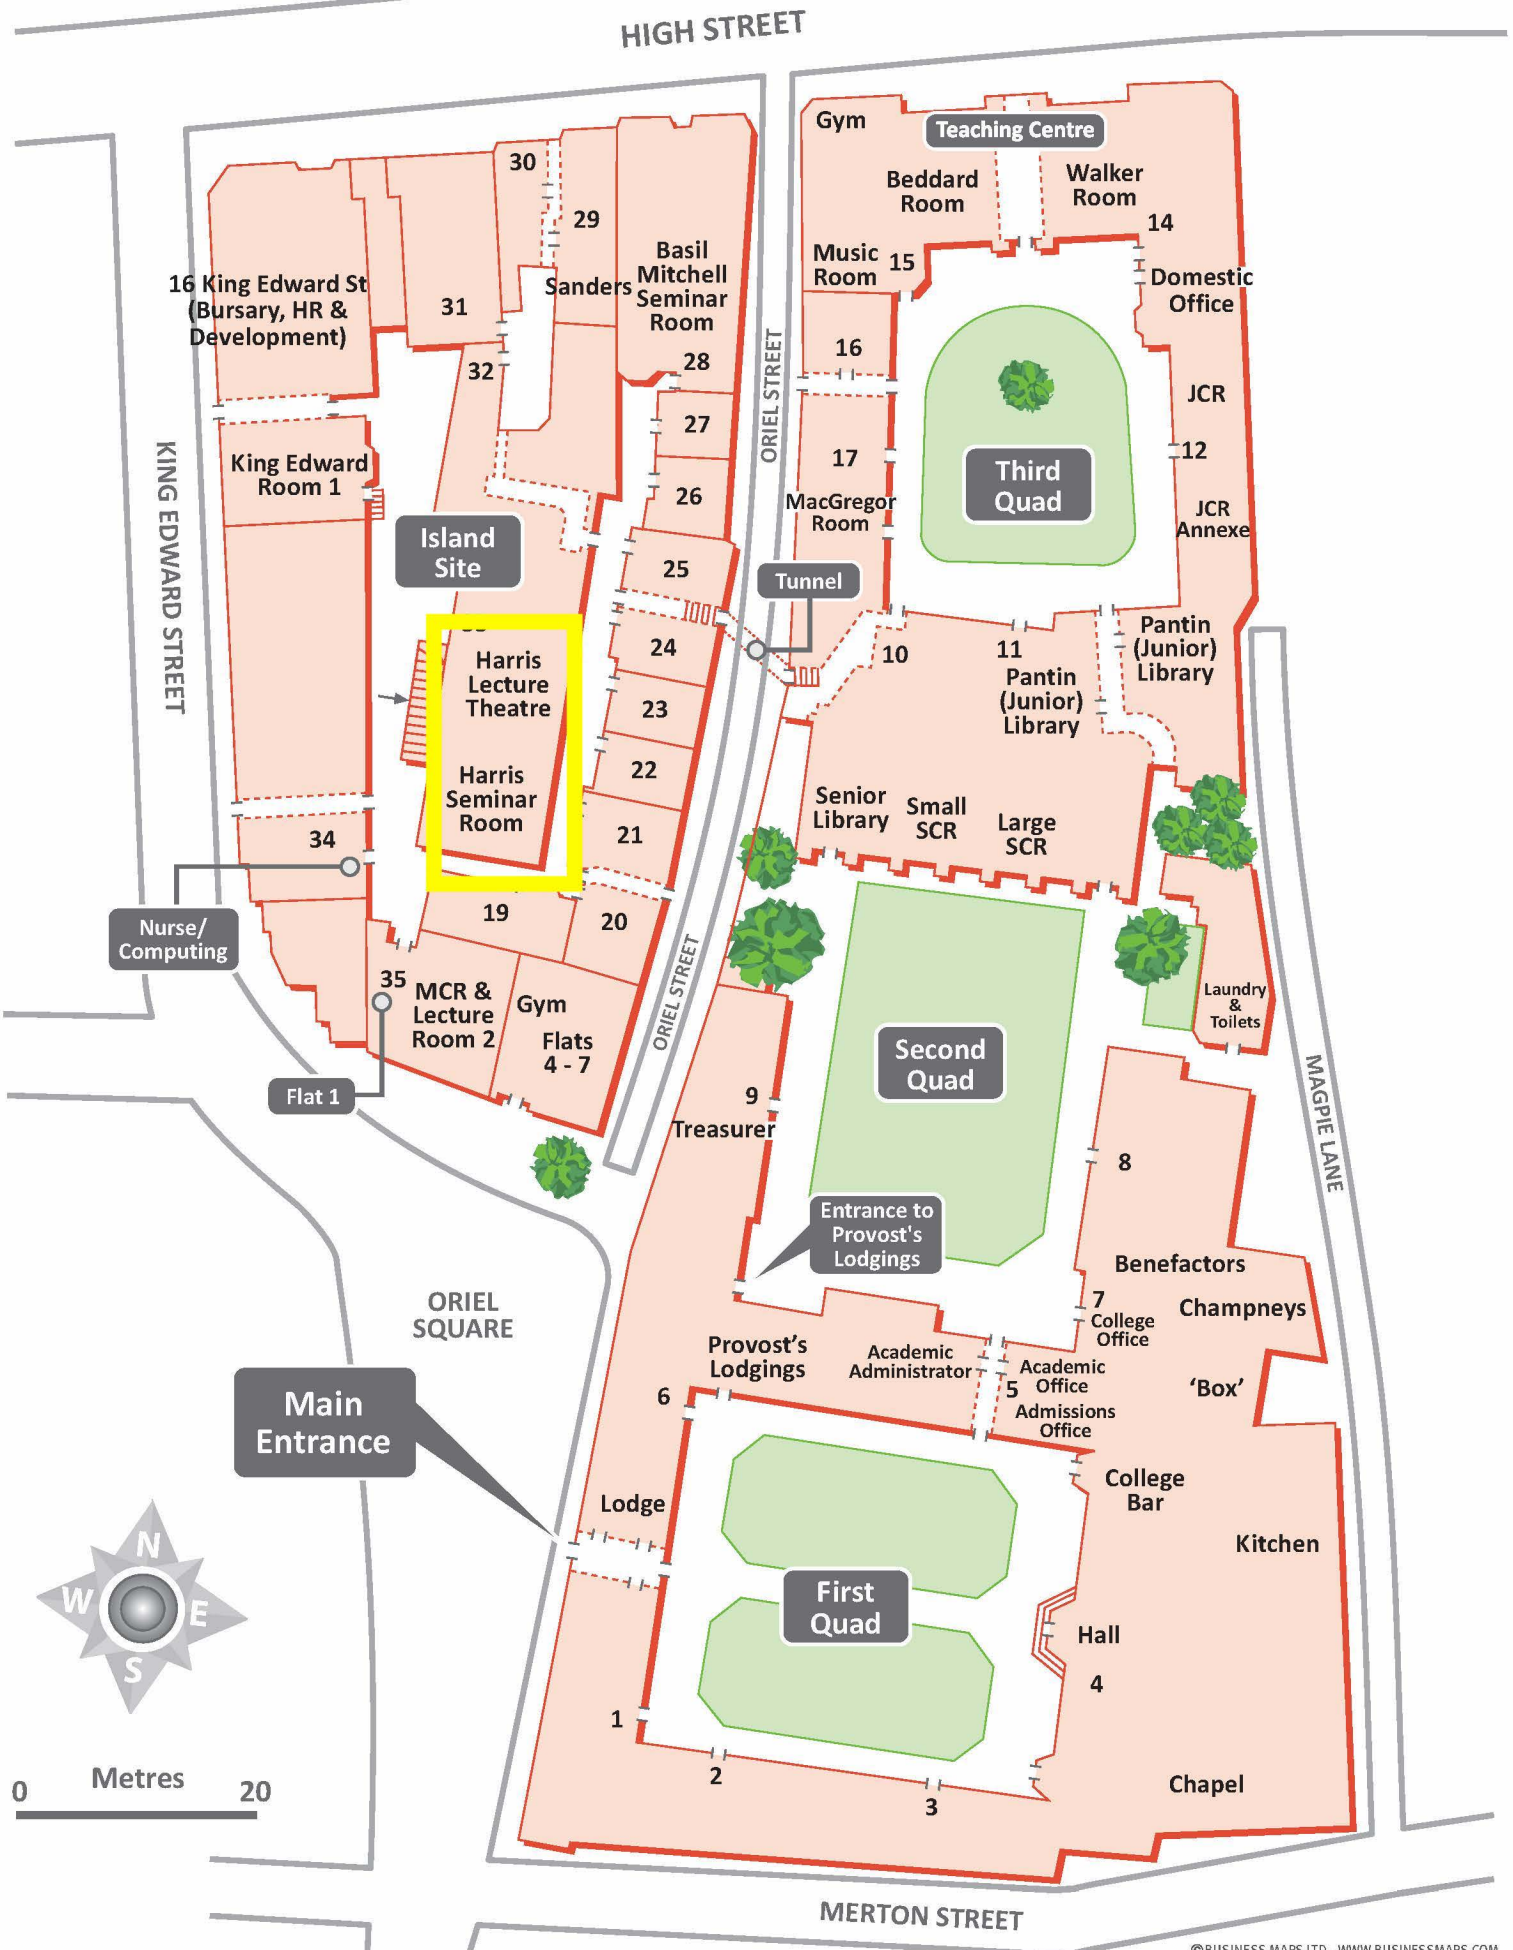 HIGH STREET
Gym
Teaching Centre
30
Walker
Room
Beddard
Room
29
14
Basil
Mitchell
Seminar
Room
Music
Room
15
16 King Edward St
(Bursary, HR &
Development)
Sanders
Domestic
Office
31
16
32
28
JCR
ORIEL STREET
27
12
KING EDWARD STREET
King Edward
Room 1
17
Third
Quad
26
MacGregor
Room
JCR
Annexe
Island
Site
25
Tunnel
Pantin
(Junior)
Library
24
10
11
Harris
Lecture
Theatre
Pantin
(Junior)
Library
23
22
Harris
Seminar
Room
Senior
Library
Small
SCR
Large
SCR
21
34
19
20
Nurse/
Computing
35
MCR &
Lecture
Room 2
Gym
Flats
4 - 7
ORIEL STREET
Laundry
&
Toilets
Second
Quad
Flat 1
9
Treasurer
MAGPIE LANE
8
Entrance to
Provost's
Lodgings
Benefactors
7
College
Office
Champneys
ORIEL
SQUARE
Provost's
Lodgings
Academic
Administrator
Academic
Office
5
Admissions
Office
'Box'
6
Main
Entrance
College
Bar
Lodge
Kitchen
N
W
E
S
First
Quad
Hall
4
1
2
3
Metres
0
20
Chapel
MERTON STREET
©BUSINESS MAPS LTD WWW.BUSINESSMAPS.COM